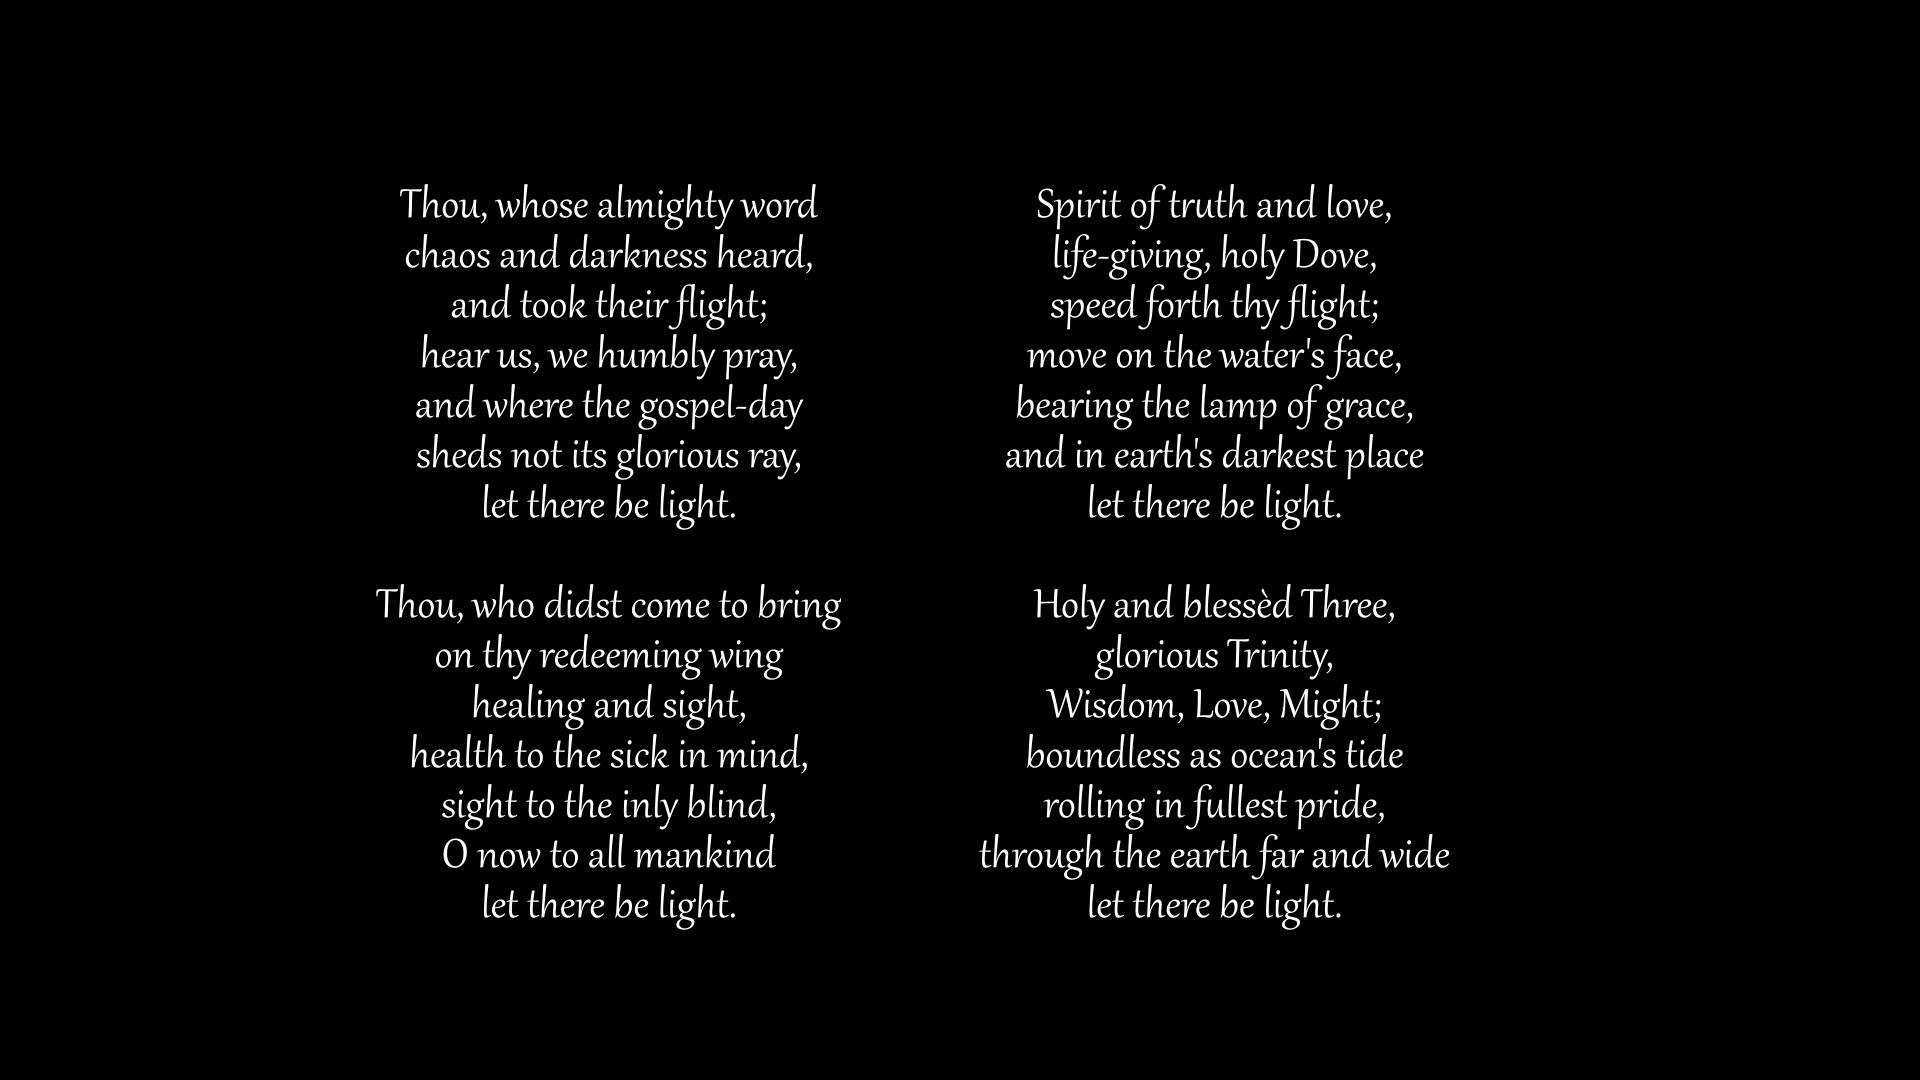 Thou, whose almighty word
chaos and darkness heard,
and took their flight;
hear us, we humbly pray,
and where the gospel-day
sheds not its glorious ray,
let there be light.

Thou, who didst come to bring
on thy redeeming wing
healing and sight,
health to the sick in mind,
sight to the inly blind,
O now to all mankind
let there be light.

Spirit of truth and love,
life-giving, holy Dove,
speed forth thy flight;
move on the water's face,
bearing the lamp of grace,
and in earth's darkest place
let there be light.

Holy and blessèd Three,
glorious Trinity,
Wisdom, Love, Might;
boundless as ocean's tide
rolling in fullest pride,
through the earth far and wide
let there be light.